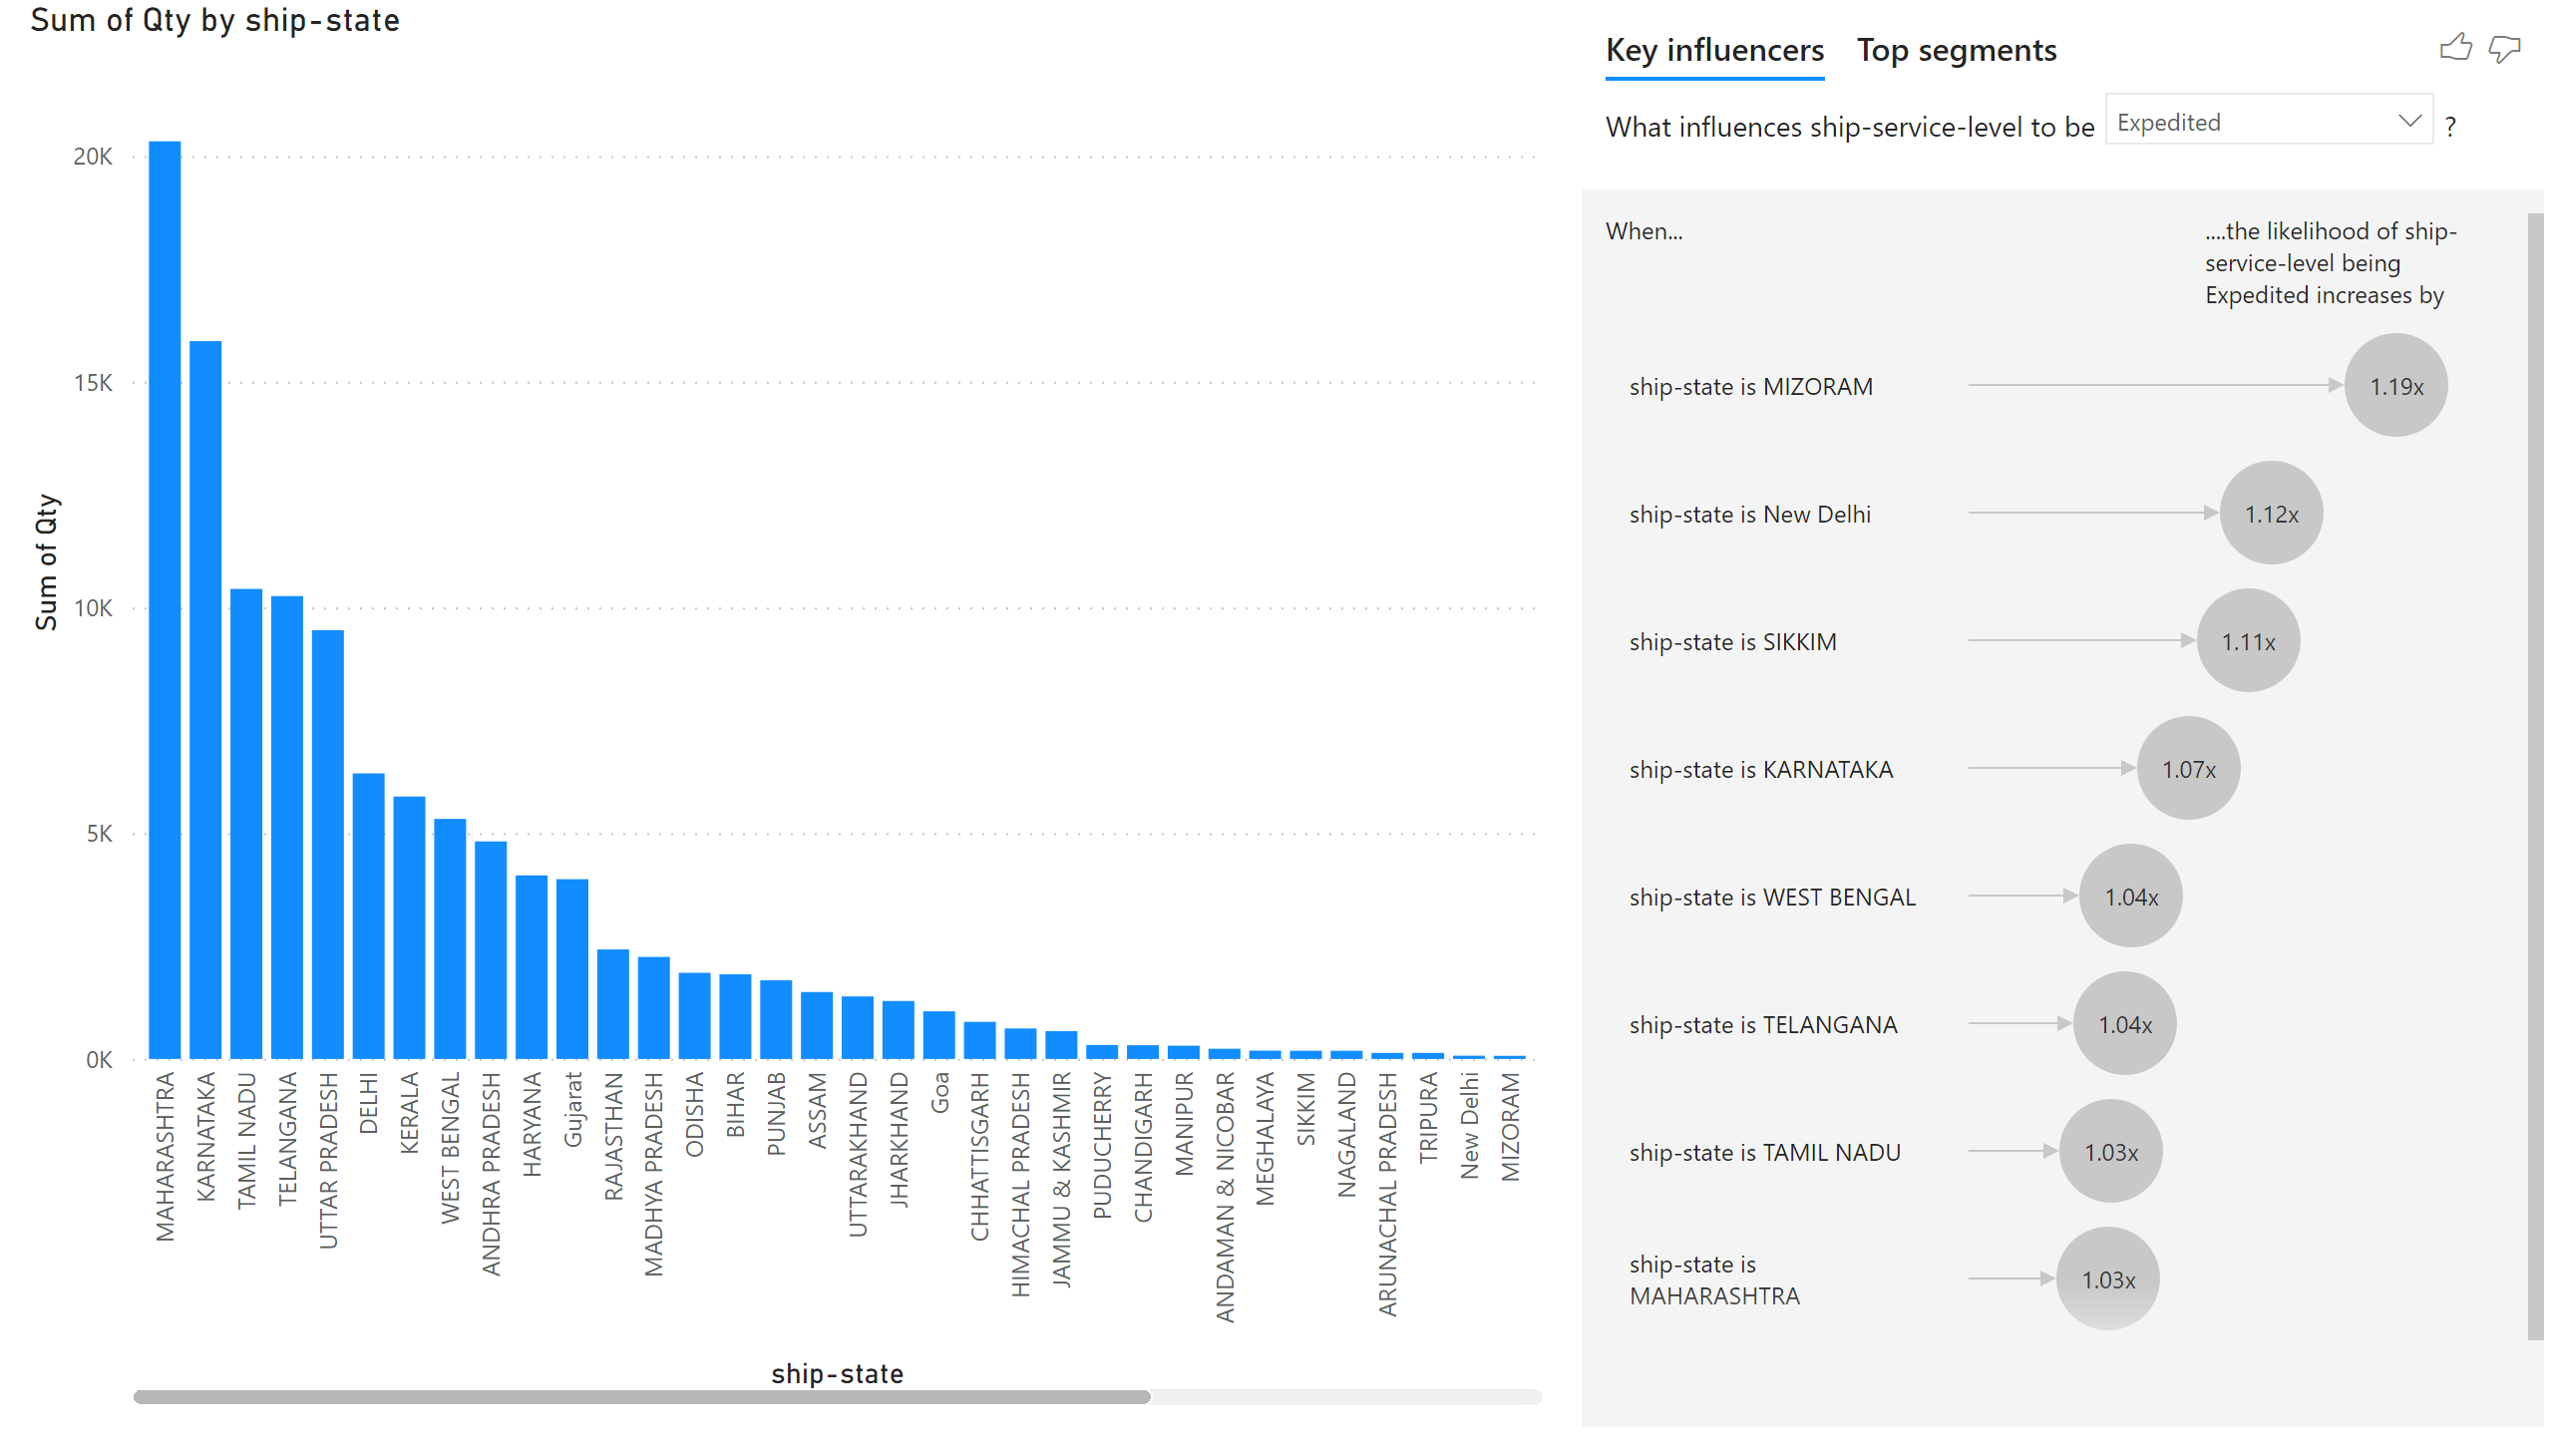 Sum of Qty by ship-state
Sum of Qty
20K
15K
10K
5K
0K
MAHARASHTRA
KARNATAKA
TAMIL NADU
TELANGANA
UTTAR PRADESH
DELHI
KERALA
WEST BENGAL
ANDHRA PRADESH
HARYANA
Gujarat
RAJASTHAN
MADHYA PRADESH
ODISHA
BIHAR
PUNJAB
ASSAM
UTTARAKHAND
JHARKHAND
Goa
CHHATTISGARH
HIMACHAL PRADESH
JAMMU & KASHMIR
PUDUCHERRY
CHANDIGARH
MANIPUR
ANDAMAN & NICOBAR
MEGHALAYA
SIKKIM
NAGALAND
ARUNACHAL PRADESH
TRIPURA
New Delhi
MIZORAM
ship-state
Key influencers Top segments
What influences ship-service-level to be Expedited ?
When...
....the likelihood of ship-
service-level being
Expedited increases by
ship-state is MIZORAM 1.19x
ship-state is New Delhi 1.12x
ship-state is SIKKIM 1.11x
ship-state is KARNATAKA 1.07x
ship-state is WEST BENGAL 1.04x
ship-state is TELANGANA 1.04x
ship-state is TAMIL NADU 1.03x
ship-state is
MAHARASHTRA
1.03x